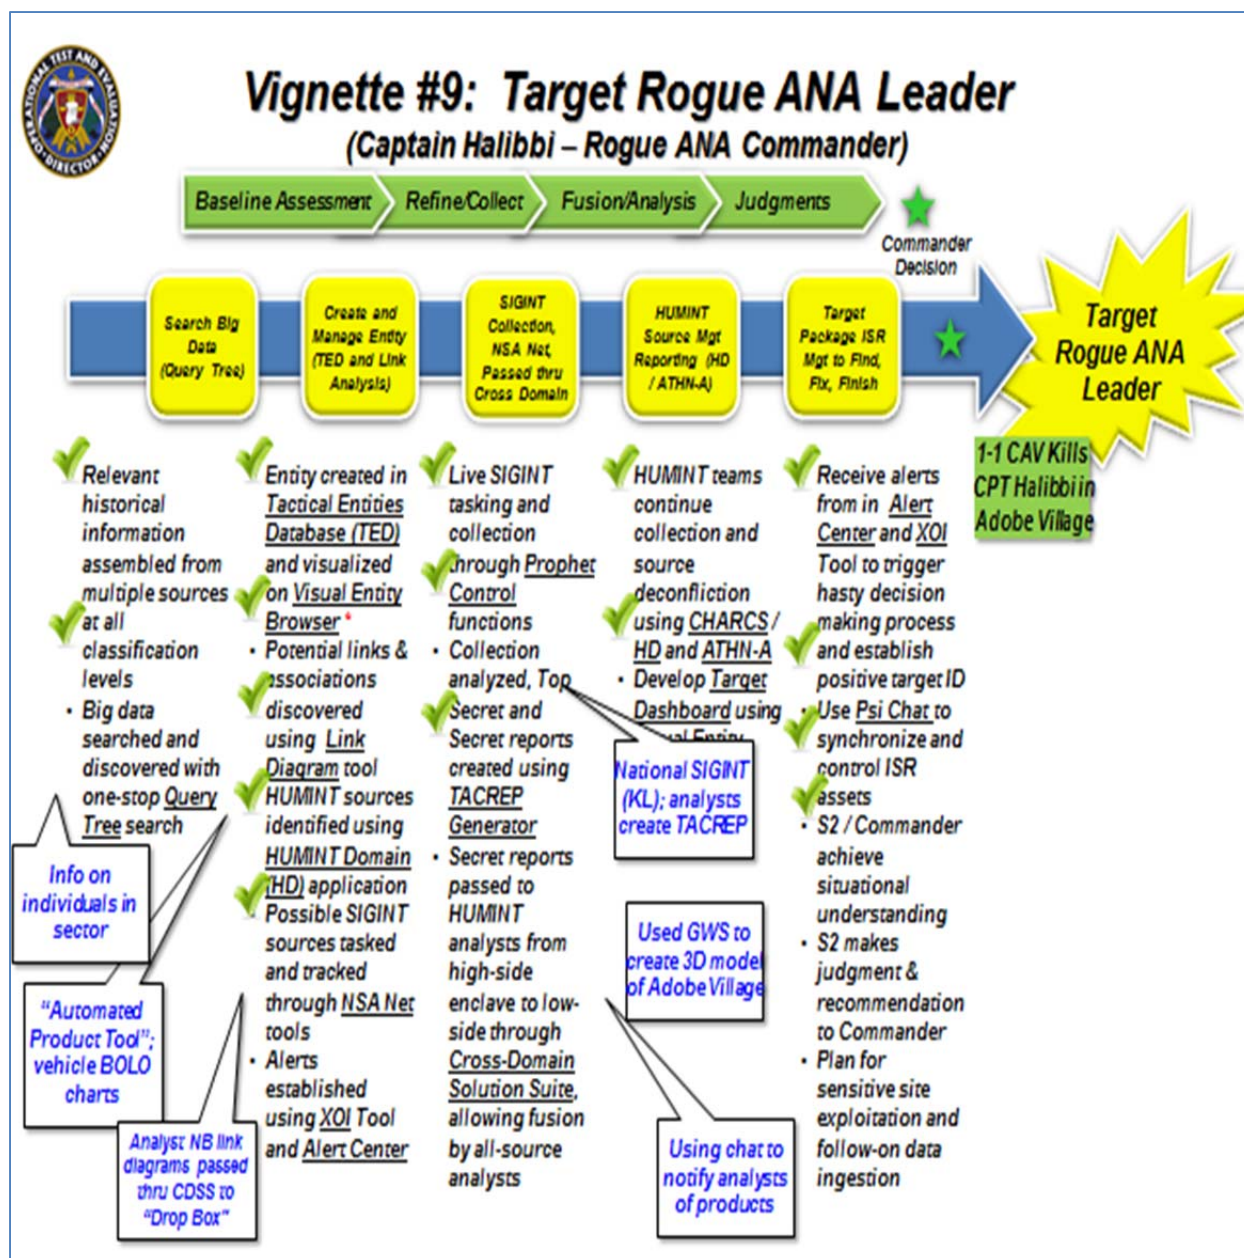 OPERATIONAL TEST AND EVALUATION
DIRECTOR
Vignette #9: Target Rogue ANA Leader
(Captain Halibbi – Rogue ANA Commander)
Baseline Assessment
Refine/Collect
Fusion/Analysis
Judgments
Commander
Decision
Search Big
Data
(Query Tree)
Create and
Manage Entity
(TED and Link
Analysis)
SIGINT
Collection,
NSA Net,
Passed thru
Cross Domain
HUMINT
Source Mgt
Reporting (HD
/ ATHN-A)
Target
Package ISR
Mgt to Find,
Fix, Finish
Target
Rogue ANA
Leader
1-1 CAV Kills
CPT Halibbi in
Adobe Village
Relevant
historical
information
assembled from
multiple sources
at all
classification
levels
• Big data
searched and
discovered with
one-stop Query
Tree search
Info on
individuals in
sector
"Automated
Product Tool";
vehicle BOLO
charts
Entity created in
Tactical Entities
Database (TED)
and visualized
on Visual Entity
Browser *
• Potential links &
associations
discovered
using Link
Diagram tool
HUMINT sources
identified using
HUMINT Domain
(HD) application
Possible SIGINT
sources tasked
and tracked
through NSA Net
tools
• Alerts
established
using XOI Tool
and Alert Center
Analyst NB link
diagrams passed
thru CDSS to
"Drop Box"
Live SIGINT
tasking and
collection
through Prophet
Control
functions
• Collection
analyzed, Top
Secret and
Secret reports
created using
TACREP
Generator
• Secret reports
passed to
HUMINT
analysts from
high-side
enclave to low-
side through
Cross-Domain
Solution Suite,
allowing fusion
by all-source
analysts
HUMINT teams
continue
collection and
source
deconfliction
using CHARCS /
HD and ATHN-A
• Develop Target
Dashboard using
Entity
National SIGINT
(KL); analysts
create TACREP
Used GWS to
create 3D model
of Adobe Village
Using chat to
notify analysts
of products
Receive alerts
from in Alert
Center and XOI
Tool to trigger
hasty decision
making process
and establish
positive target ID
• Use Psi Chat to
synchronize and
control ISR
assets
• S2 / Commander
achieve
situational
understanding
• S2 makes
judgment &
recommendation
to Commander
• Plan for
sensitive site
exploitation and
follow-on data
ingestion